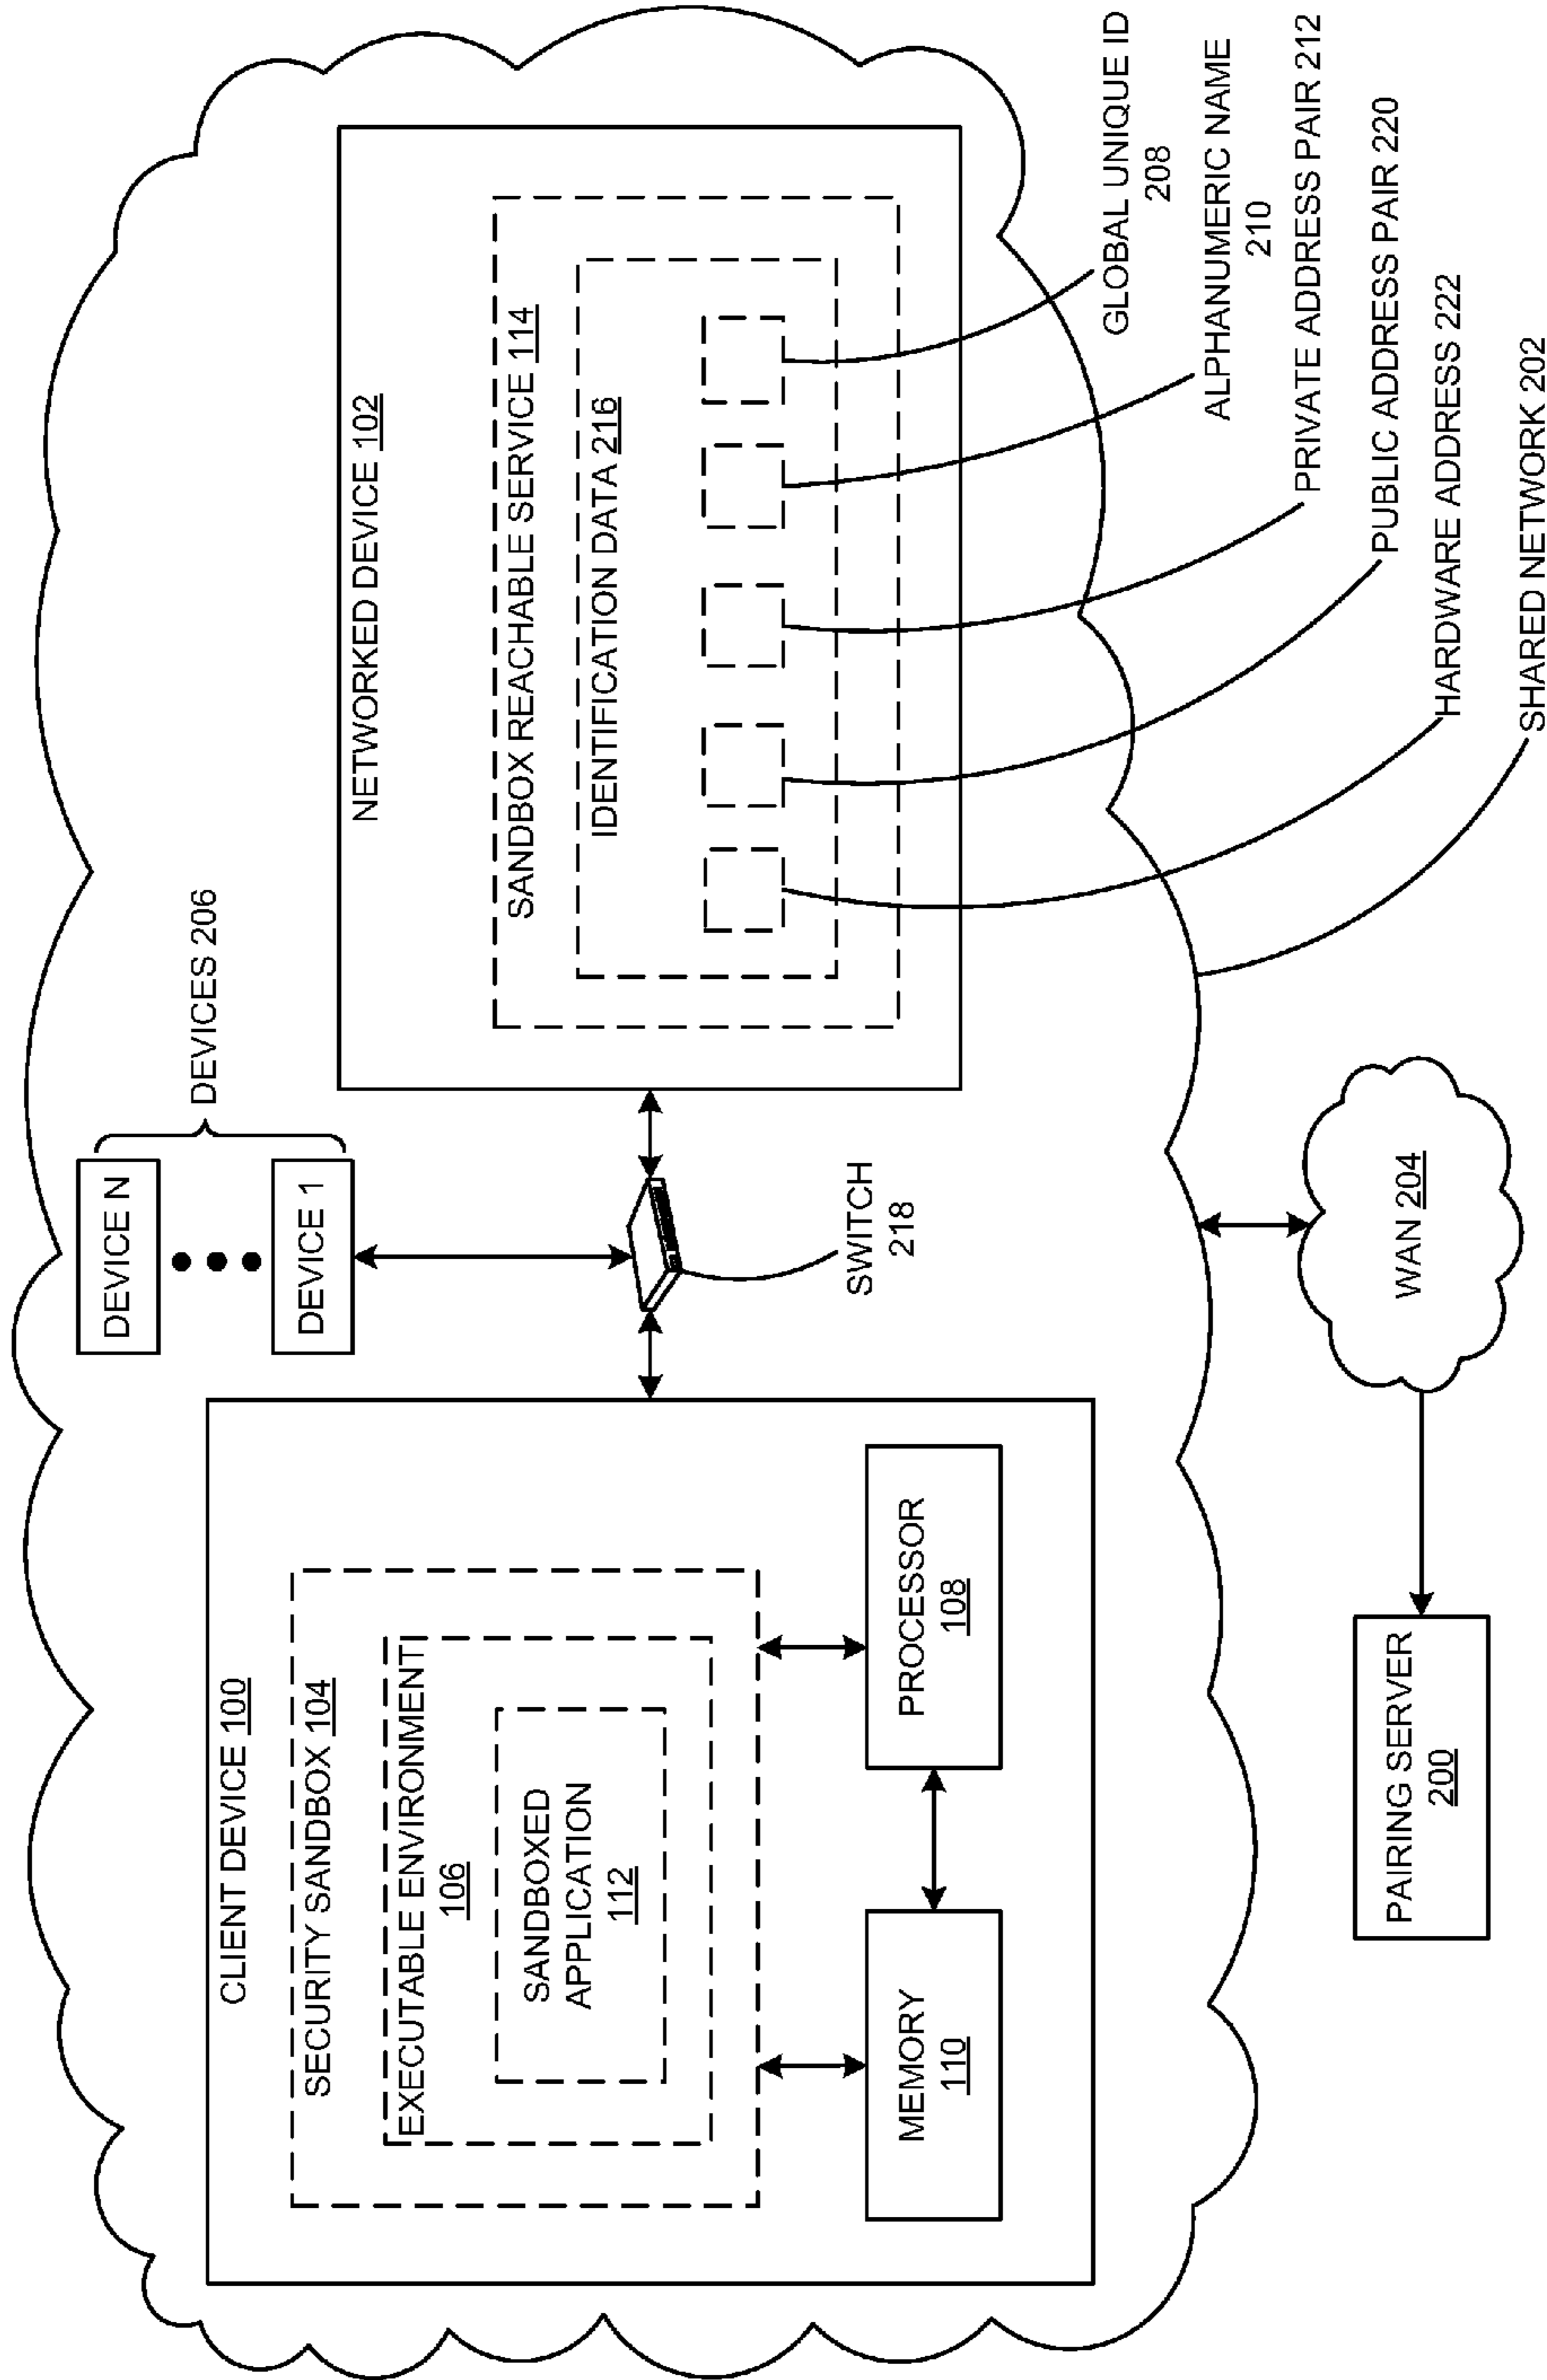 CLIENT DEVICE 100
SECURITY SANDBOX 104
EXECUTABLE ENVIRONMENT
106
SANDBOXED
APPLICATION
112
MEMORY
110
PROCESSOR
108
DEVICE N
DEVICE 1
DEVICES 206
SWITCH
218
NETWORKED DEVICE 102
SANDBOX REACHABLE SERVICE 114
IDENTIFICATION DATA 216
GLOBAL UNIQUE ID
208
ALPHANUMERIC NAME
210
PRIVATE ADDRESS PAIR 212
PUBLIC ADDRESS PAIR 220
HARDWARE ADDRESS 222
SHARED NETWORK 202
WAN 204
PAIRING SERVER
200